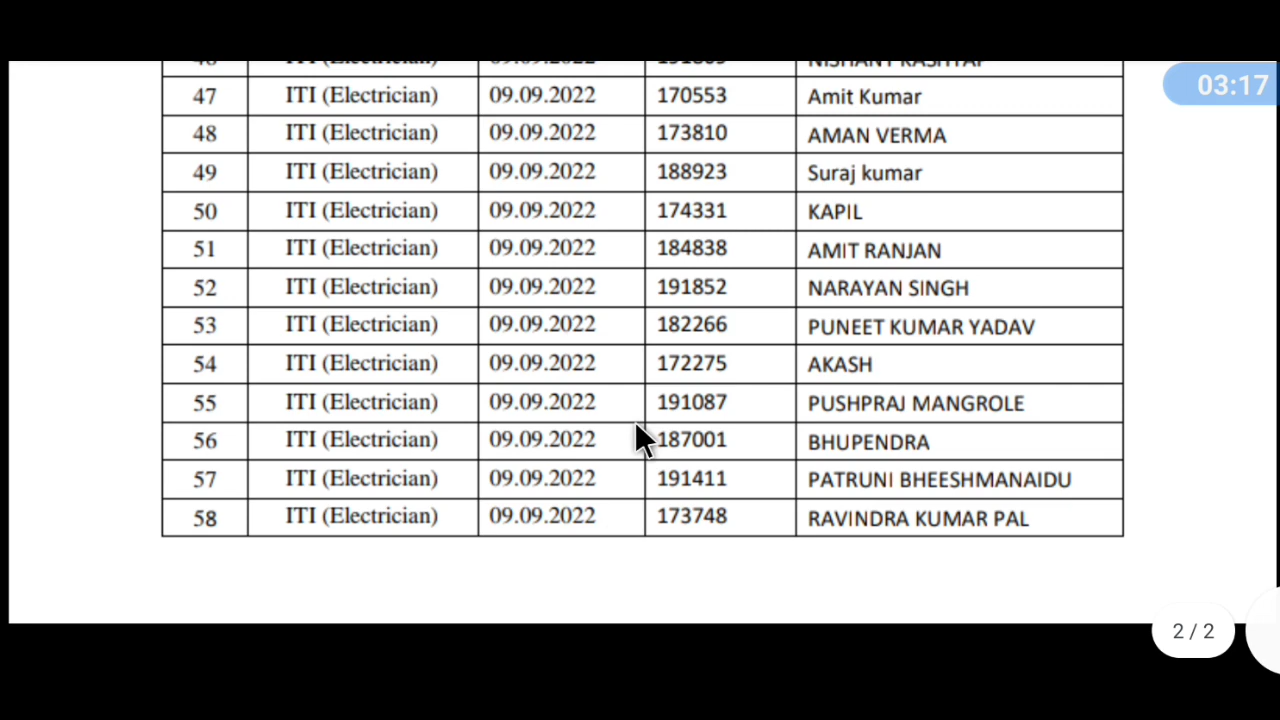 03:17
47 ITI (Electrician) 09.09.2022 170553 Amit Kumar
48 ITI (Electrician) 09.09.2022 173810 AMAN VERMA
49 ITI (Electrician) 09.09.2022 188923 Suraj kumar
50 ITI (Electrician) 09.09.2022 174331 KAPIL
51 ITI (Electrician) 09.09.2022 184838 AMIT RANJAN
52 ITI (Electrician) 09.09.2022 191852 NARAYAN SINGH
53 ITI (Electrician) 09.09.2022 182266 PUNEET KUMAR YADAV
54 ITI (Electrician) 09.09.2022 172275 AKASH
55 ITI (Electrician) 09.09.2022 191087 PUSHPRAJ MANGROLE
56 ITI (Electrician) 09.09.2022 187001 BHUPENDRA
57 ITI (Electrician) 09.09.2022 191411 PATRUNI BHEESHMANAIDU
58 ITI (Electrician) 09.09.2022 173748 RAVINDRA KUMAR PAL
2 / 2